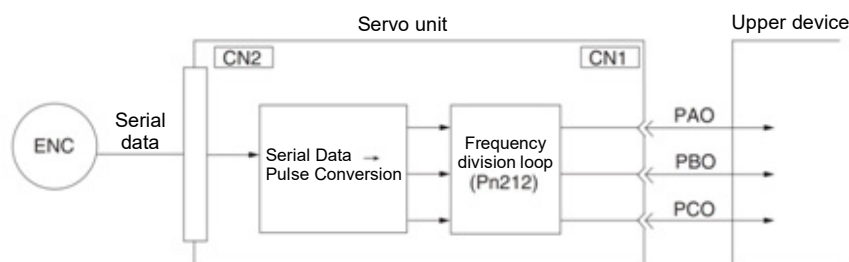 Servo unit
Upper device
CN2
CN1
ENC
Serial
data
Serial Data →
Pulse Conversion
Frequency
division loop
(Pn212)
PAO
PBO
PCO